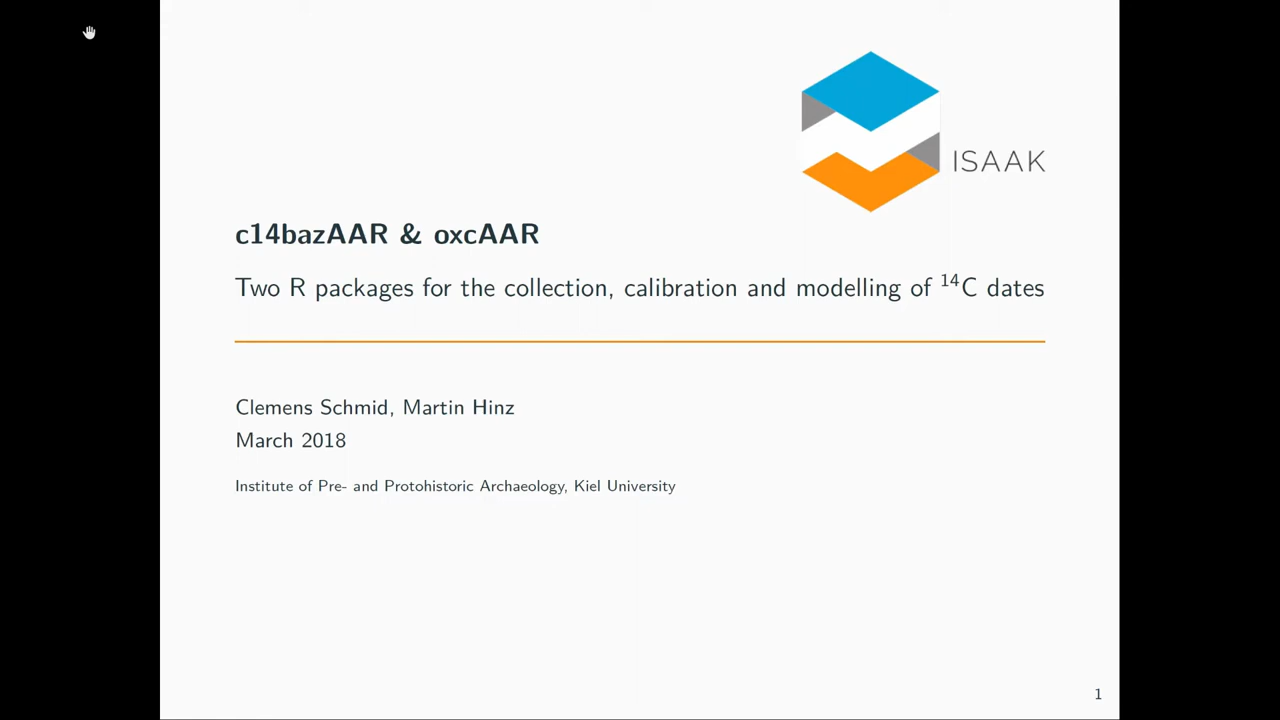 ISAAK
c14bazAAR & oxcAAR
Two R packages for the collection, calibration and modelling of ¹⁴C dates
Clemens Schmid, Martin Hinz
March 2018
Institute of Pre- and Protohistoric Archaeology, Kiel University
1